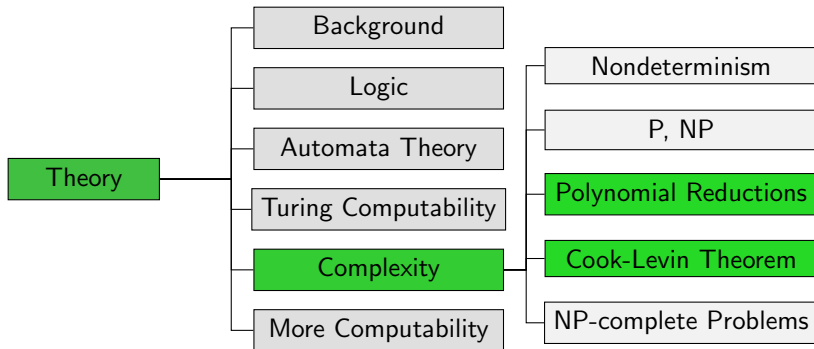 Theory
Background
Logic
Automata Theory
Turing Computability
Complexity
More Computability
Nondeterminism
P, NP
Polynomial Reductions
Cook-Levin Theorem
NP-complete Problems